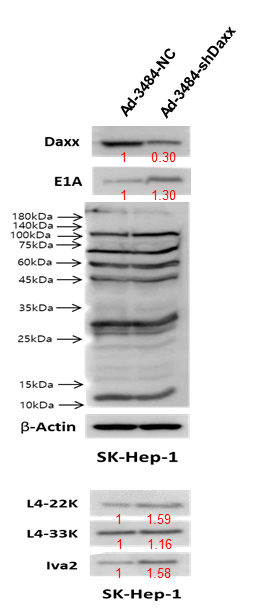 Ad-3484-NC
Ad-3484-shDaxx
Daxx
1 0.30
E1A
1 1.30
180kDa
140kDa
100kDa
75kDa
60kDa
45kDa
35kDa
25kDa
15kDa
10kDa
β-Actin
SK-Hep-1
L4-22K
1 1.59
L4-33K
1 1.16
Iva2
1 1.58
SK-Hep-1